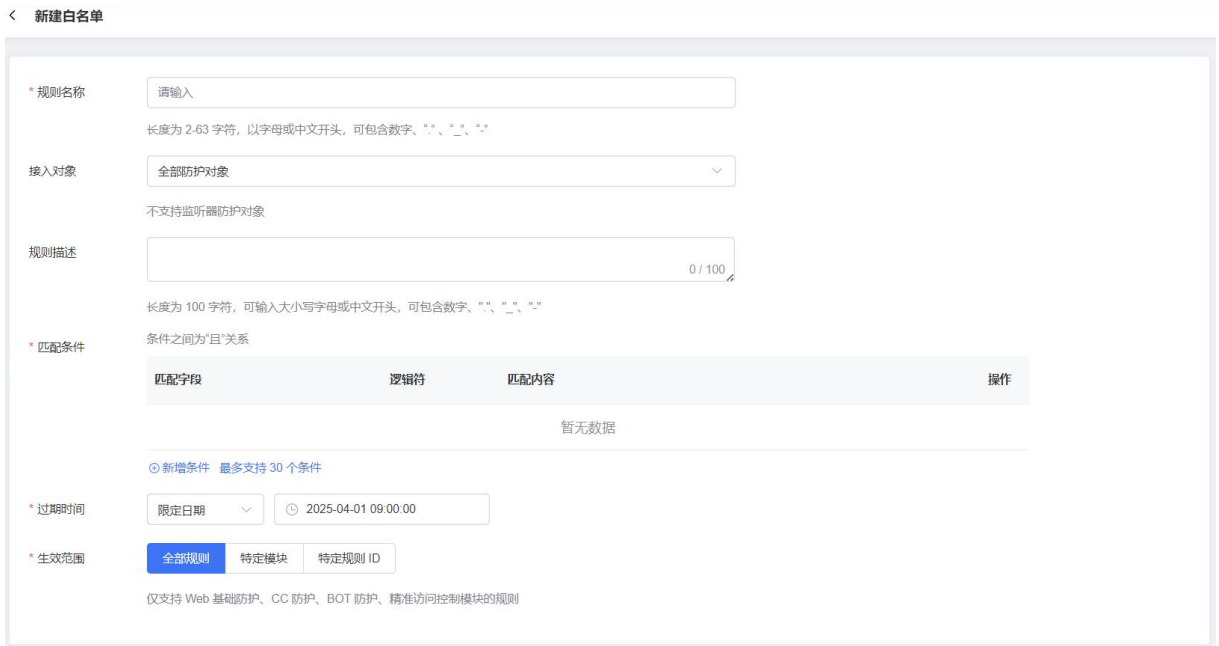 新建白名单
* 规则名称 请输入
长度为 2-63 字符，以字母或中文开头，可包含数字、"."、"_"、"-"
接入对象 全部防护对象
不支持监听器防护对象
规则描述
0 / 100
长度为 100 字符，可输入大小写字母或中文开头，可包含数字、"."、"_"、"-"
* 匹配条件 条件之间为"且"关系
匹配字段 逻辑符 匹配内容 操作
暂无数据
新增条件 最多支持 30 个条件
* 过期时间 限定日期 2025-04-01 09:00:00
* 生效范围 全部规则 特定模块 特定规则 ID
仅支持 Web 基础防护、CC 防护、BOT 防护、精准访问控制模块的规则